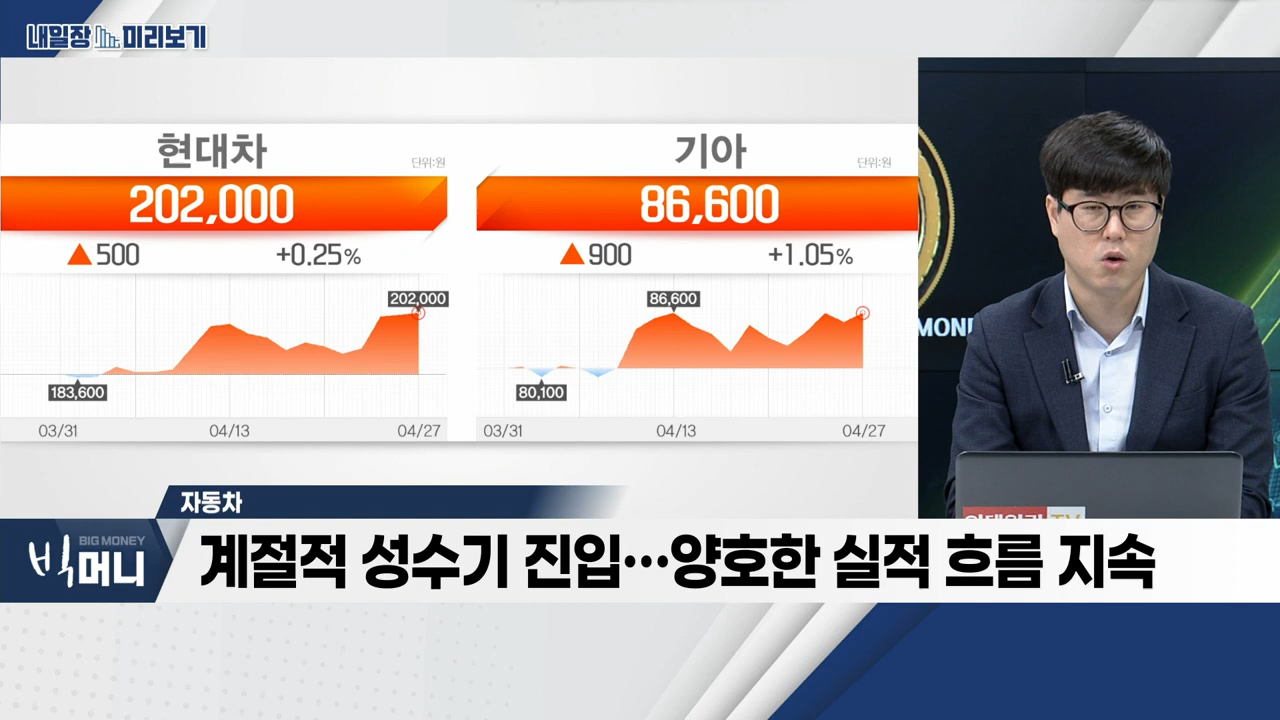 내일장 미리보기
현대차
단위:원
202,000
▲500 +0.25%
202,000
183,600
03/31 04/13 04/27
기아
단위:원
86,600
▲900 +1.05%
86,600
80,100
03/31 04/13 04/27
자동차
BIG MONEY
빅머니
계절적 성수기 진입…양호한 실적 흐름 지속